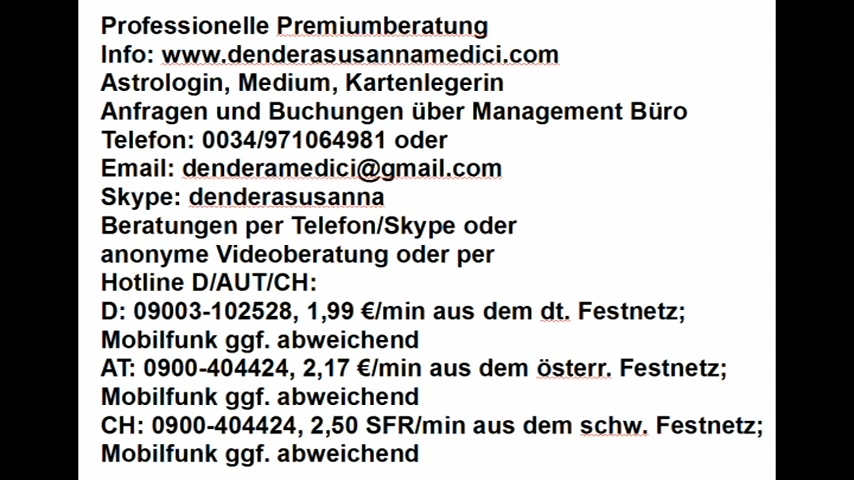 Professionelle Premiumberatung
Info: www.denderasusannamedici.com
Astrologin, Medium, Kartenlegerin
Anfragen und Buchungen über Management Büro
Telefon: 0034/971064981 oder
Email: denderamedici@gmail.com
Skype: denderasusanna
Beratungen per Telefon/Skype oder
anonyme Videoberatung oder per
Hotline D/AUT/CH:
D: 09003-102528, 1,99 €/min aus dem dt. Festnetz;
Mobilfunk ggf. abweichend
AT: 0900-404424, 2,17 €/min aus dem österr. Festnetz;
Mobilfunk ggf. abweichend
CH: 0900-404424, 2,50 SFR/min aus dem schw. Festnetz;
Mobilfunk ggf. abweichend